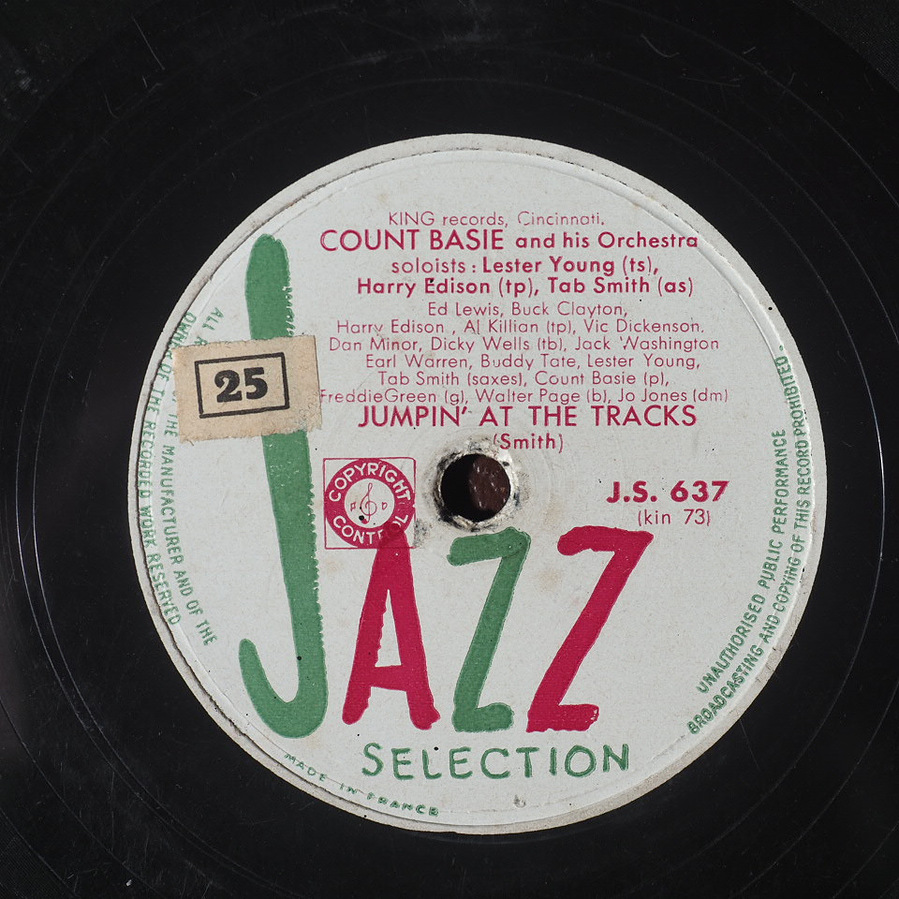 KING records, Cincinnati.
COUNT BASIE and his Orchestra
soloists : Lester Young (ts),
Harry Edison (tp), Tab Smith (as)
Ed Lewis, Buck Clayton,
Harry Edison , Al Killian (tp), Vic Dickenson.
Dan Minor, Dicky Wells (tb), Jack Washington
Earl Warren, Buddy Tate, Lester Young,
Tab Smith (saxes), Count Basie (p),
FreddieGreen (g), Walter Page (b), Jo Jones (dm)
JUMPIN' AT THE TRACKS
(Smith)
25
COPYRIGHT
CONTROL
J.S. 637
(kin 73)
JAZZ
SELECTION
MADE IN FRANCE
ALL
OF THE MANUFACTURER AND OF THE
OF THE RECORDED WORK RESERVED
UNAUTHORISED PUBLIC PERFORMANCE
BROADCASTING AND COPYING OF THIS RECORD PROHIBITED.